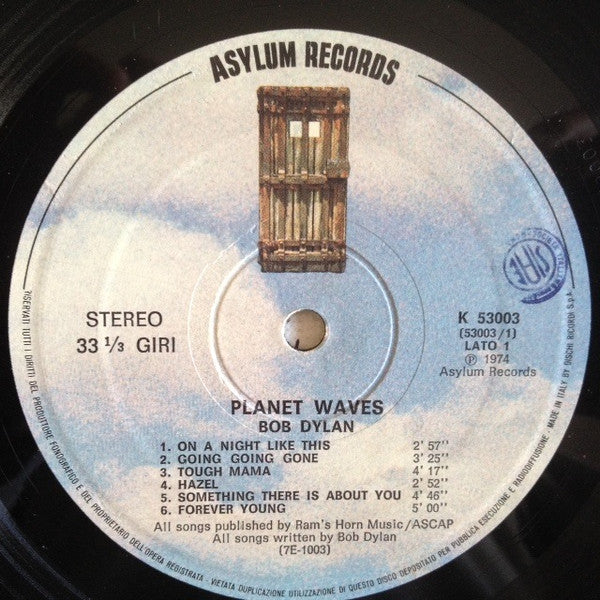 ASYLUM RECORDS
STEREO
33 ⅓ GIRI
SIAE
K 53003
(53003/1)
LATO 1
Ⓟ 1974
Asylum Records
PLANET WAVES
BOB DYLAN
1. ON A NIGHT LIKE THIS 2' 57''
2. GOING GOING GONE 3' 25''
3. TOUGH MAMA 4' 17''
4. HAZEL 2' 52''
5. SOMETHING THERE IS ABOUT YOU 4' 46''
6. FOREVER YOUNG 5' 00''
All songs published by Ram's Horn Music/ASCAP
All songs written by Bob Dylan
(7E-1003)
RISERVATI TUTTI I DIRITTI DEL PRODUTTORE FONOGRAFICO E DEL PROPRIETARIO DELL'OPERA REGISTRATA - VIETATA DUPLICAZIONE UTILIZZAZIONE DI QUESTO DISCO DEPOSITATO PER PUBBLICA ESECUZIONE E RADIODIFFUSIONE - MADE IN ITALY BY DISCHI RICORDI S.p.A.